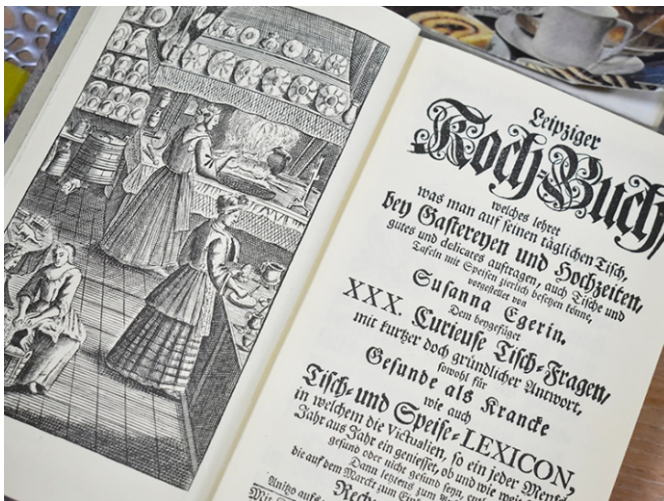 Leipziger
Koch-Buch,
welches lehret
was man auf seinen täglichen Tisch,
bey Gastereyen und Hochzeiten,
gutes und delicates auftragen, auch Tische und
Tafeln mit Speisen zierlich besetzen könne,
vorgestellet von
Susanna Egerin.
Dem beygefüget
XXX. Curieuse Tisch-Fragen,
mit kurtzer doch gründlicher Antwort,
sowohl für
Gesunde als Krancke
wie auch
Tisch- und Speise-LEXICON,
in welchem die Victualien, so ein jeder
Jahr aus Jahr ein geniesset, ob und wie
gesund oder nicht gesund seyn,
Dann letztens zum
die auf dem Marckt zum
Anitzo aufs